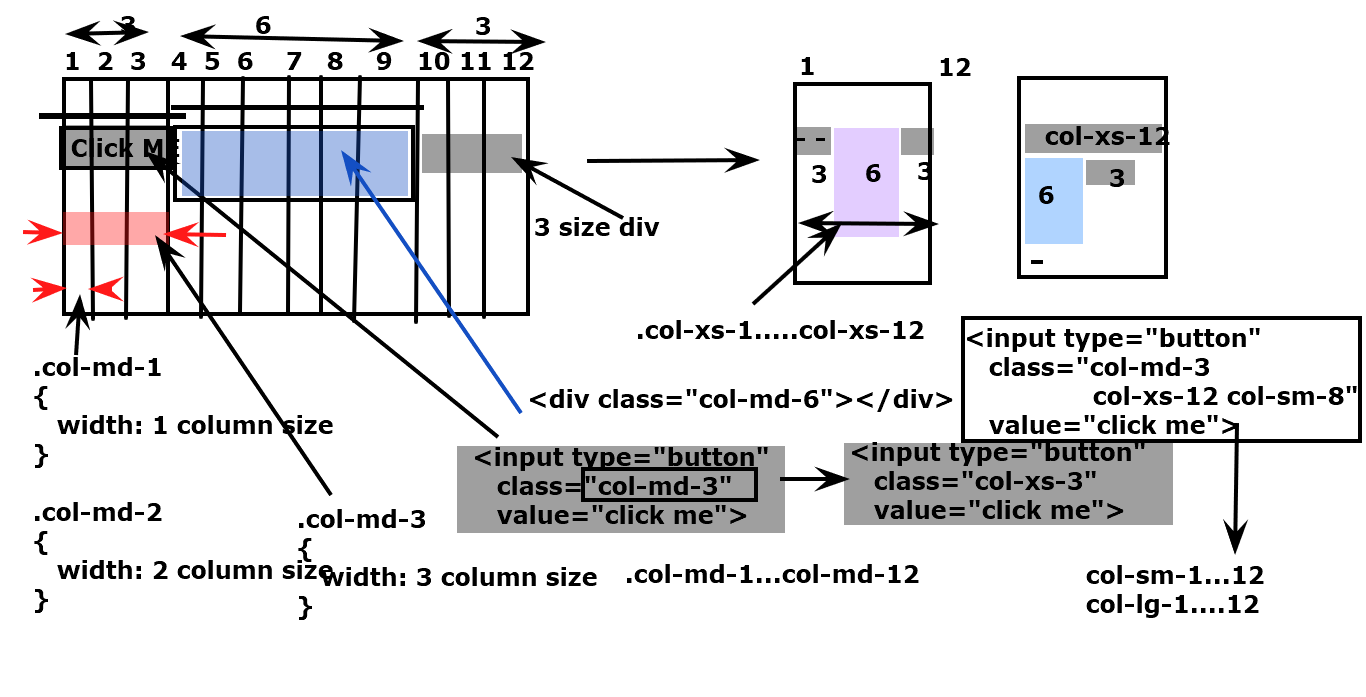 3
6
3
1 2 3 4 5 6 7 8 9 10 11 12
Click ME
3 size div
1 12
- -
3 6 3
col-xs-12
6 3
-
.col-xs-1.....col-xs-12
<input type="button"
class="col-md-3
col-xs-12 col-sm-8"
value="click me">
.col-md-1
{
width: 1 column size
}
<div class="col-md-6"></div>
<input type="button"
class="col-md-3"
value="click me">
<input type="button"
class="col-xs-3"
value="click me">
.col-md-2
{
width: 2 column size
}
.col-md-3
{
width: 3 column size
}
.col-md-1...col-md-12
col-sm-1...12
col-lg-1....12